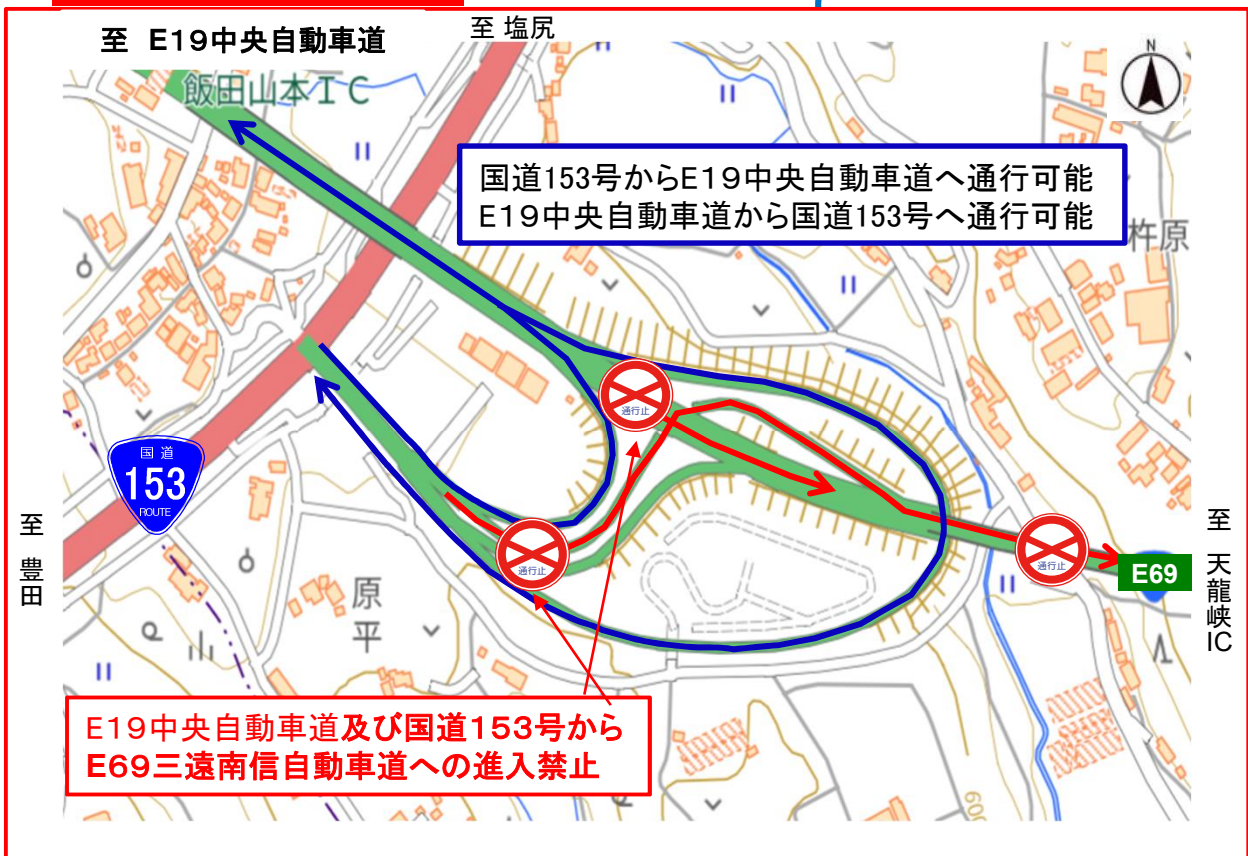 至 E19中央自動車道
至 塩尻
N
飯田山本IC
国道153号からE19中央自動車道へ通行可能
E19中央自動車道から国道153号へ通行可能
杵原
通行止
国道
153
ROUTE
通行止
通行止
E69
至 豊田
至 天龍峡IC
原平
E19中央自動車道及び国道153号から
E69三遠南信自動車道への進入禁止
600